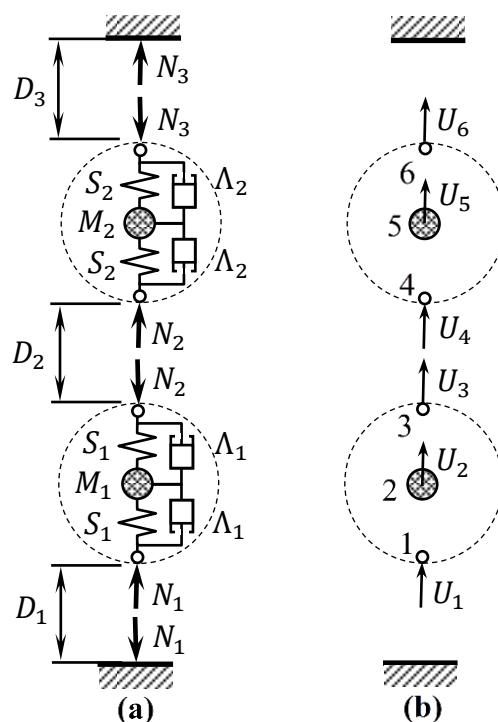 D₃
N₃
N₃
S₂
Λ₂
M₂
S₂
Λ₂
D₂
N₂
N₂
S₁
Λ₁
M₁
S₁
Λ₁
D₁
N₁
N₁
(a)
U₆
6
U₅
5
4
U₄
U₃
3
U₂
2
1
U₁
(b)